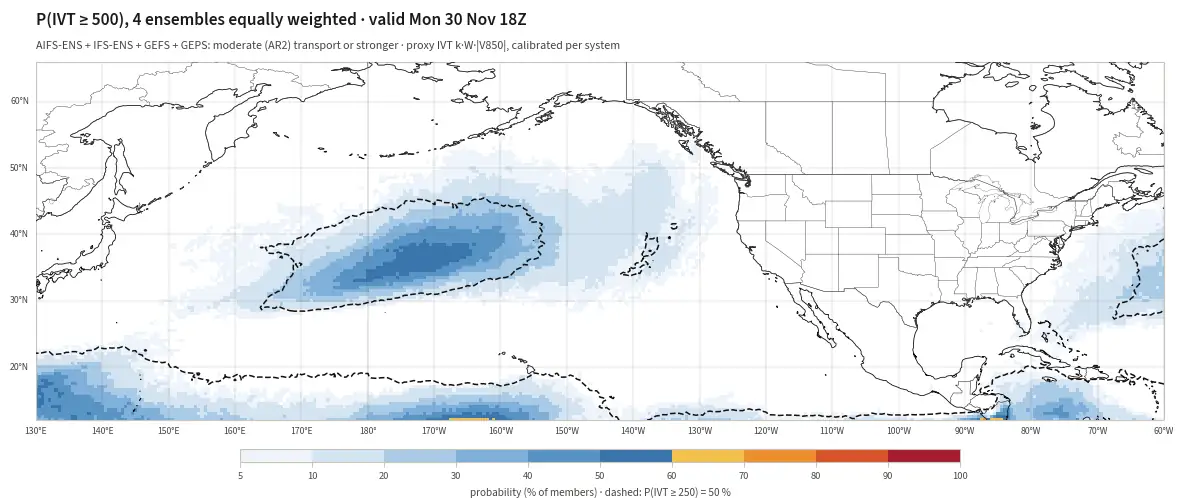 P(IVT ≥ 500), 4 ensembles equally weighted · valid Mon 30 Nov 18Z
AIFS-ENS + IFS-ENS + GEFS + GEPS: moderate (AR2) transport or stronger · proxy IVT k·W·|V850|, calibrated per system
60°N
50°N
40°N
30°N
20°N
130°E 140°E 150°E 160°E 170°E 180° 170°W 160°W 150°W 140°W 130°W 120°W 110°W 100°W 90°W 80°W 70°W 60°W
5 10 20 30 40 50 60 70 80 90 100
probability (% of members) · dashed: P(IVT ≥ 250) = 50 %